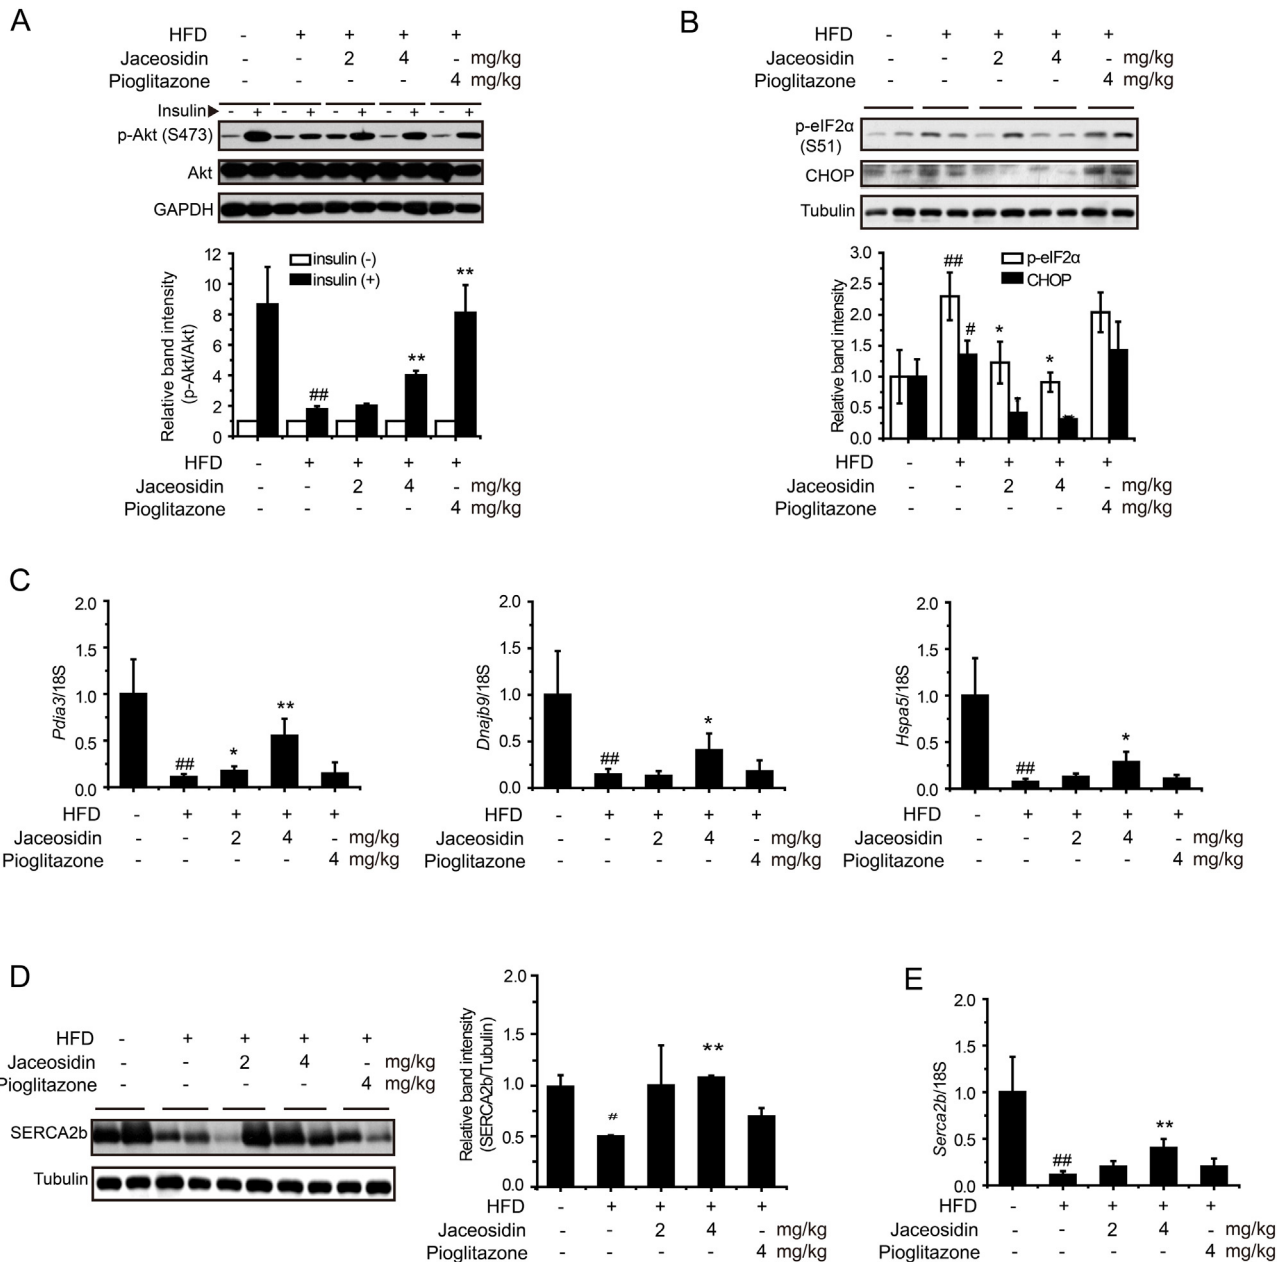 A
HFD - + + + +
Jaceosidin - - 2 4 - mg/kg
Pioglitazone - - - - 4 mg/kg
Insulin▶ - + - + - + - + - +
p-Akt (S473)
Akt
GAPDH
12
10
8
6
4
2
0
Relative band intensity
(p-Akt/Akt)
insulin (-)
insulin (+)
##
**
**
HFD - + + + +
Jaceosidin - - 2 4 - mg/kg
Pioglitazone - - - - 4 mg/kg
B
HFD - + + + +
Jaceosidin - - 2 4 - mg/kg
Pioglitazone - - - - 4 mg/kg
p-eIF2α
(S51)
CHOP
Tubulin
3.0
2.5
2.0
1.5
1.0
0.5
0.0
Relative band intensity
p-eIF2α
CHOP
##
#
*
*
**
HFD - + + + +
Jaceosidin - - 2 4 - mg/kg
Pioglitazone - - - - 4 mg/kg
C
2.0
1.5
1.0
0.5
0.0
Pdia3/18S
##
*
**
HFD - + + + +
Jaceosidin - - 2 4 - mg/kg
Pioglitazone - - - - 4 mg/kg
2.0
1.5
1.0
0.5
0.0
Dnajb9/18S
##
*
HFD - + + + +
Jaceosidin - - 2 4 - mg/kg
Pioglitazone - - - - 4 mg/kg
2.0
1.5
1.0
0.5
0.0
Hspa5/18S
##
*
HFD - + + + +
Jaceosidin - - 2 4 - mg/kg
Pioglitazone - - - - 4 mg/kg
D
HFD - + + + +
Jaceosidin - - 2 4 - mg/kg
Pioglitazone - - - - 4 mg/kg
SERCA2b
Tubulin
2.0
1.5
1.0
0.5
0.0
Relative band intensity
(SERCA2b/Tubulin)
#
**
HFD - + + + +
Jaceosidin - - 2 4 - mg/kg
Pioglitazone - - - - 4 mg/kg
E
2.0
1.5
1.0
0.5
0.0
Serca2b/18S
##
**
HFD - + + + +
Jaceosidin - - 2 4 - mg/kg
Pioglitazone - - - - 4 mg/kg